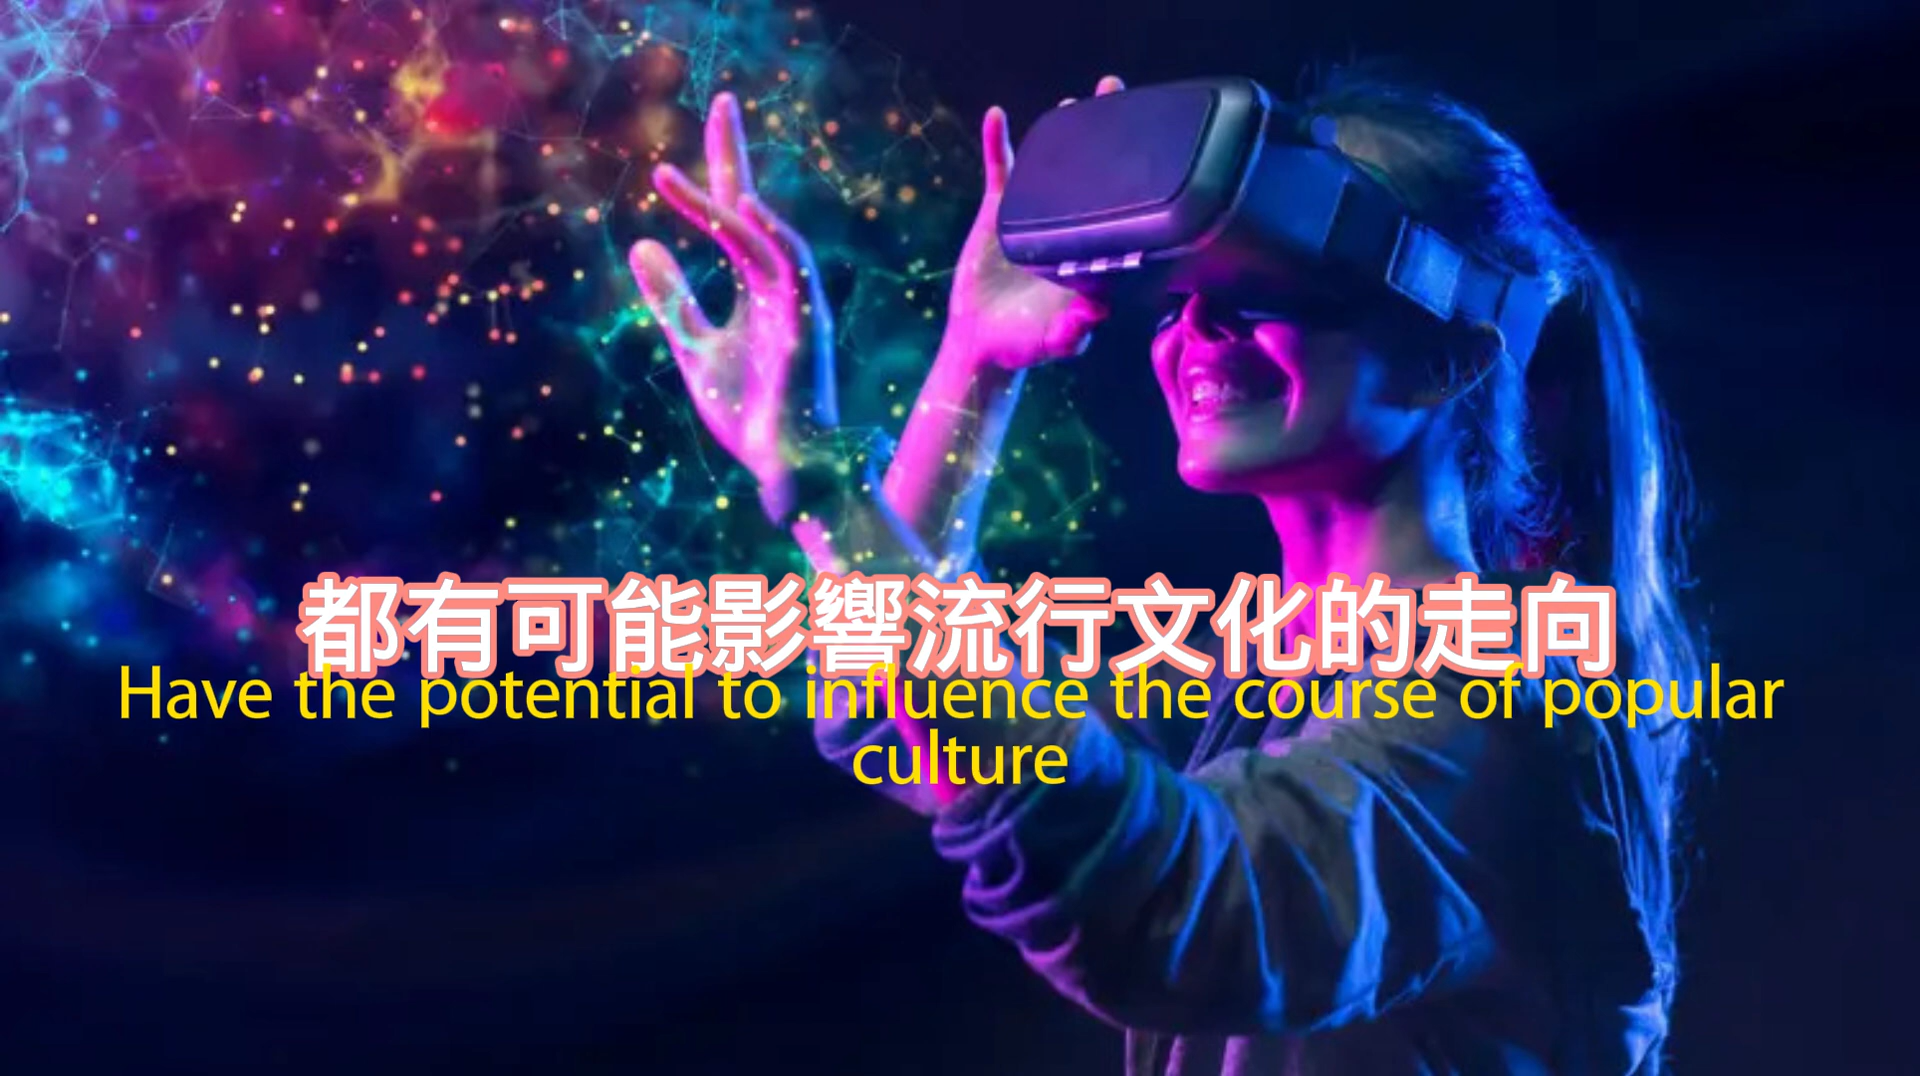 都有可能影響流行文化的走向
Have the potential to influence the course of popular
culture